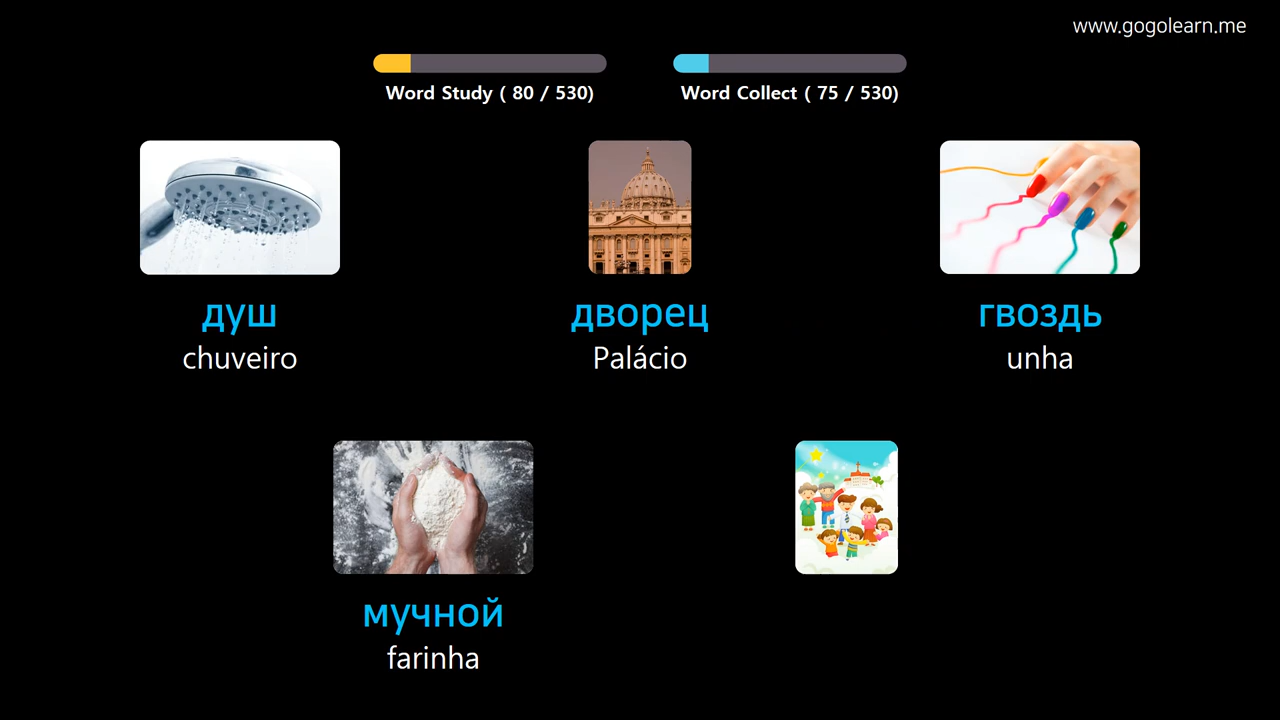 www.gogolearn.me
Word Study ( 80 / 530)
Word Collect ( 75 / 530)
душ
chuveiro
дворец
Palácio
гвоздь
unha
мучной
farinha